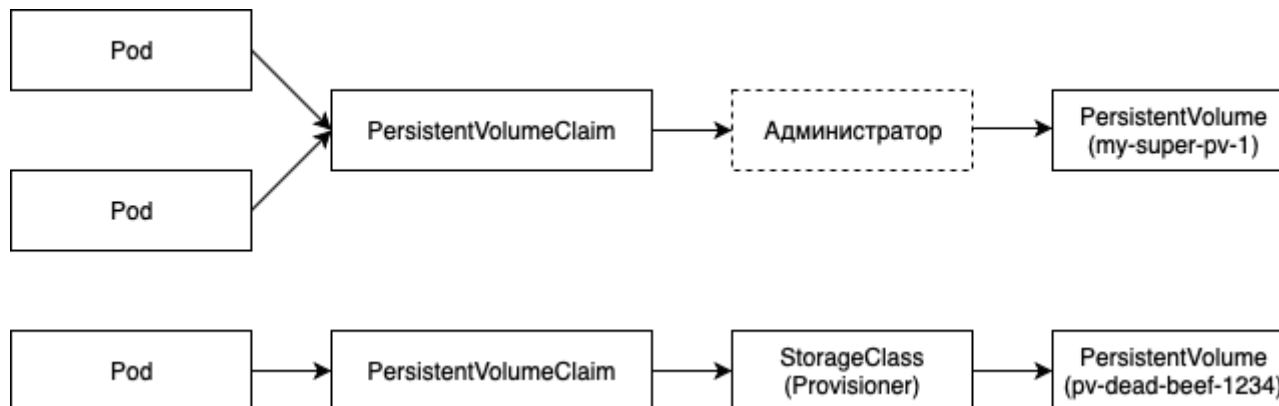 Pod
PersistentVolumeClaim
Администратор
PersistentVolume
(my-super-pv-1)
Pod
Pod
PersistentVolumeClaim
StorageClass
(Provisioner)
PersistentVolume
(pv-dead-beef-1234)